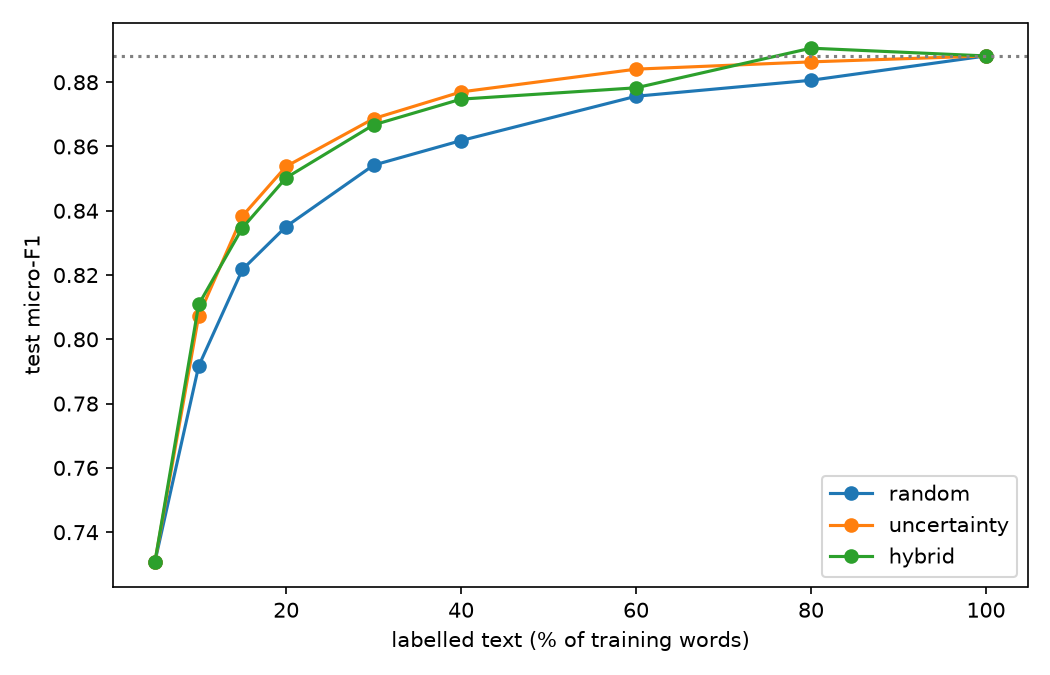 0.88
0.86
0.84
0.82
0.80
0.78
0.76
0.74
test micro-F1
20 40 60 80 100
labelled text (% of training words)
random
uncertainty
hybrid